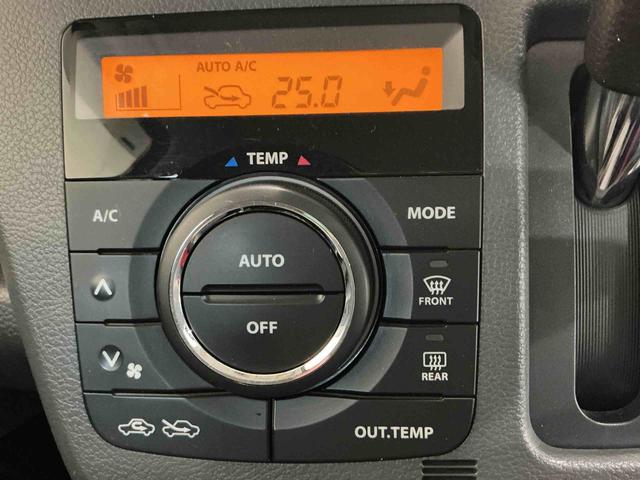 AUTO A/C
25.0
TEMP
A/C
MODE
AUTO
OFF
FRONT
REAR
OUT.TEMP